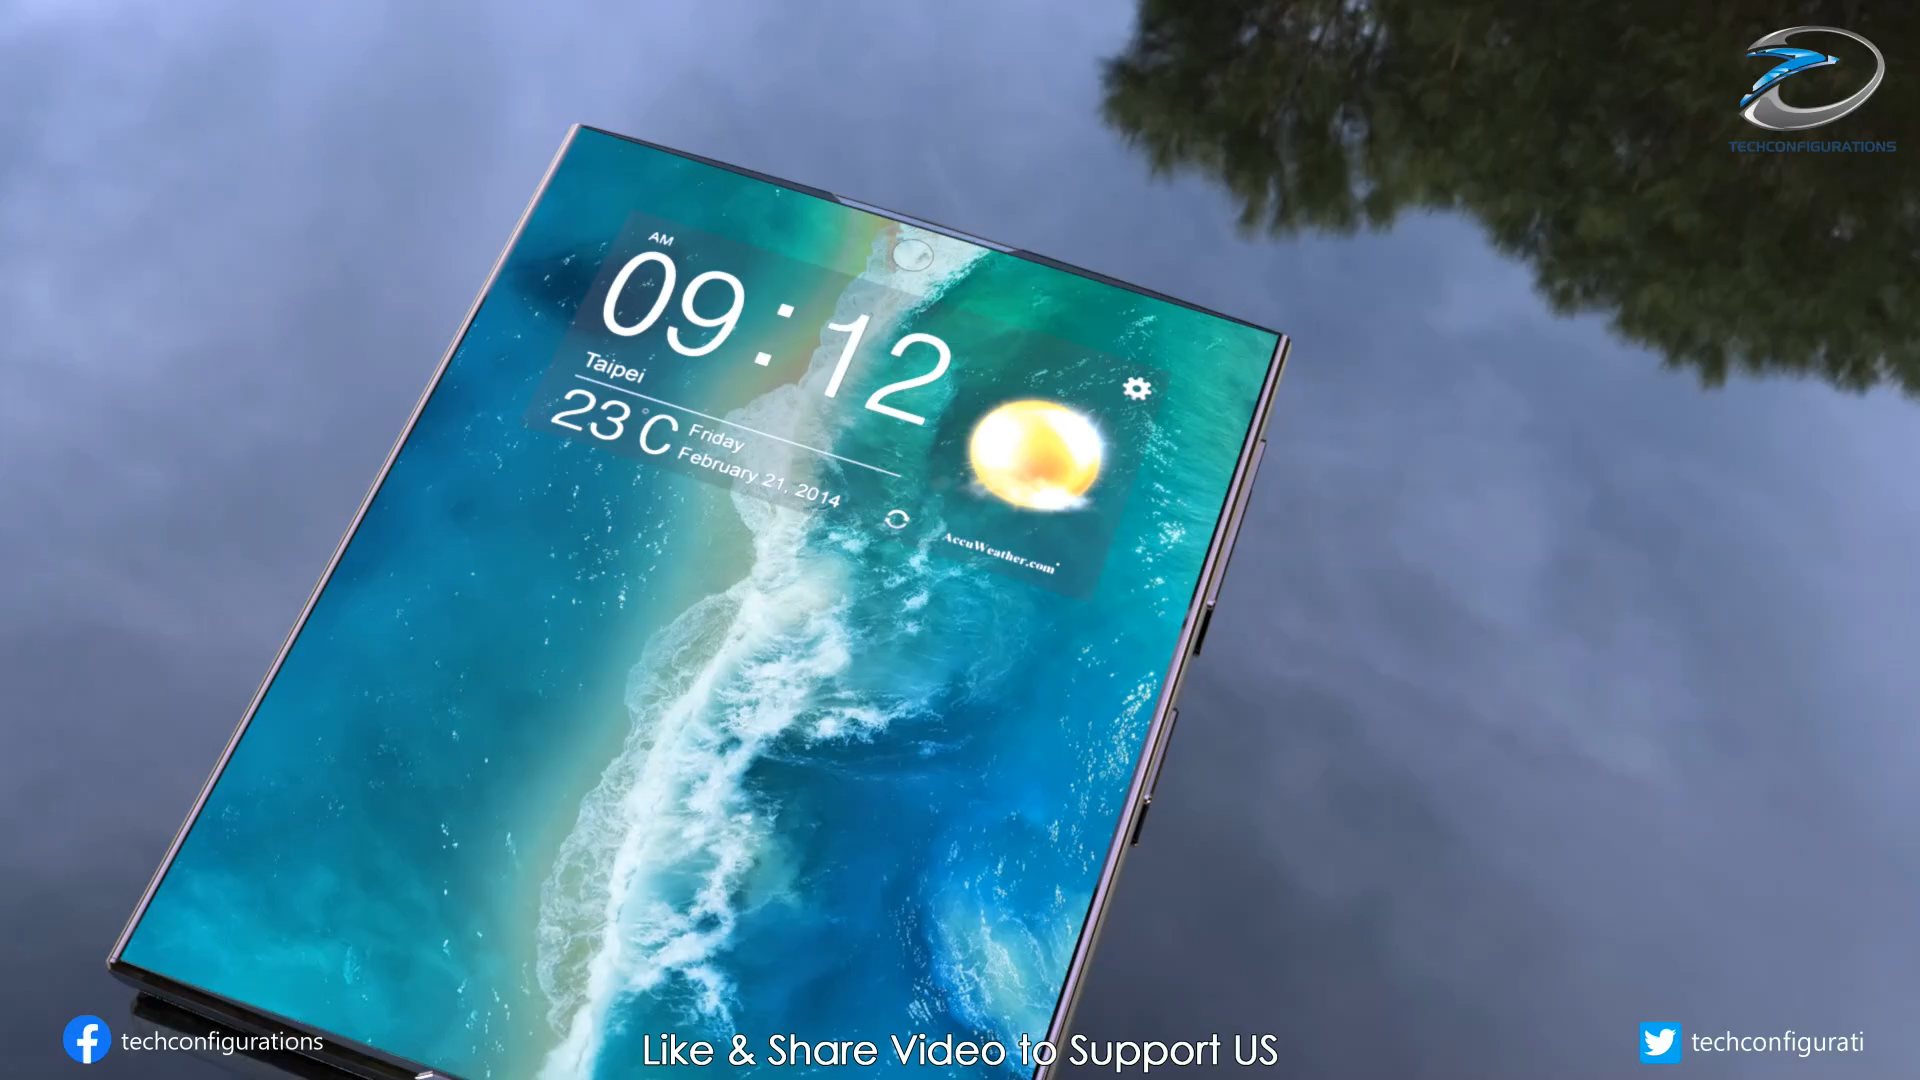 TECHCONFIGURATIONS
AM
09:12
Taipei
23°C
Friday
February 21, 2014
AccuWeather.com
techconfigurations
Like & Share Video to Support US
techconfigurati